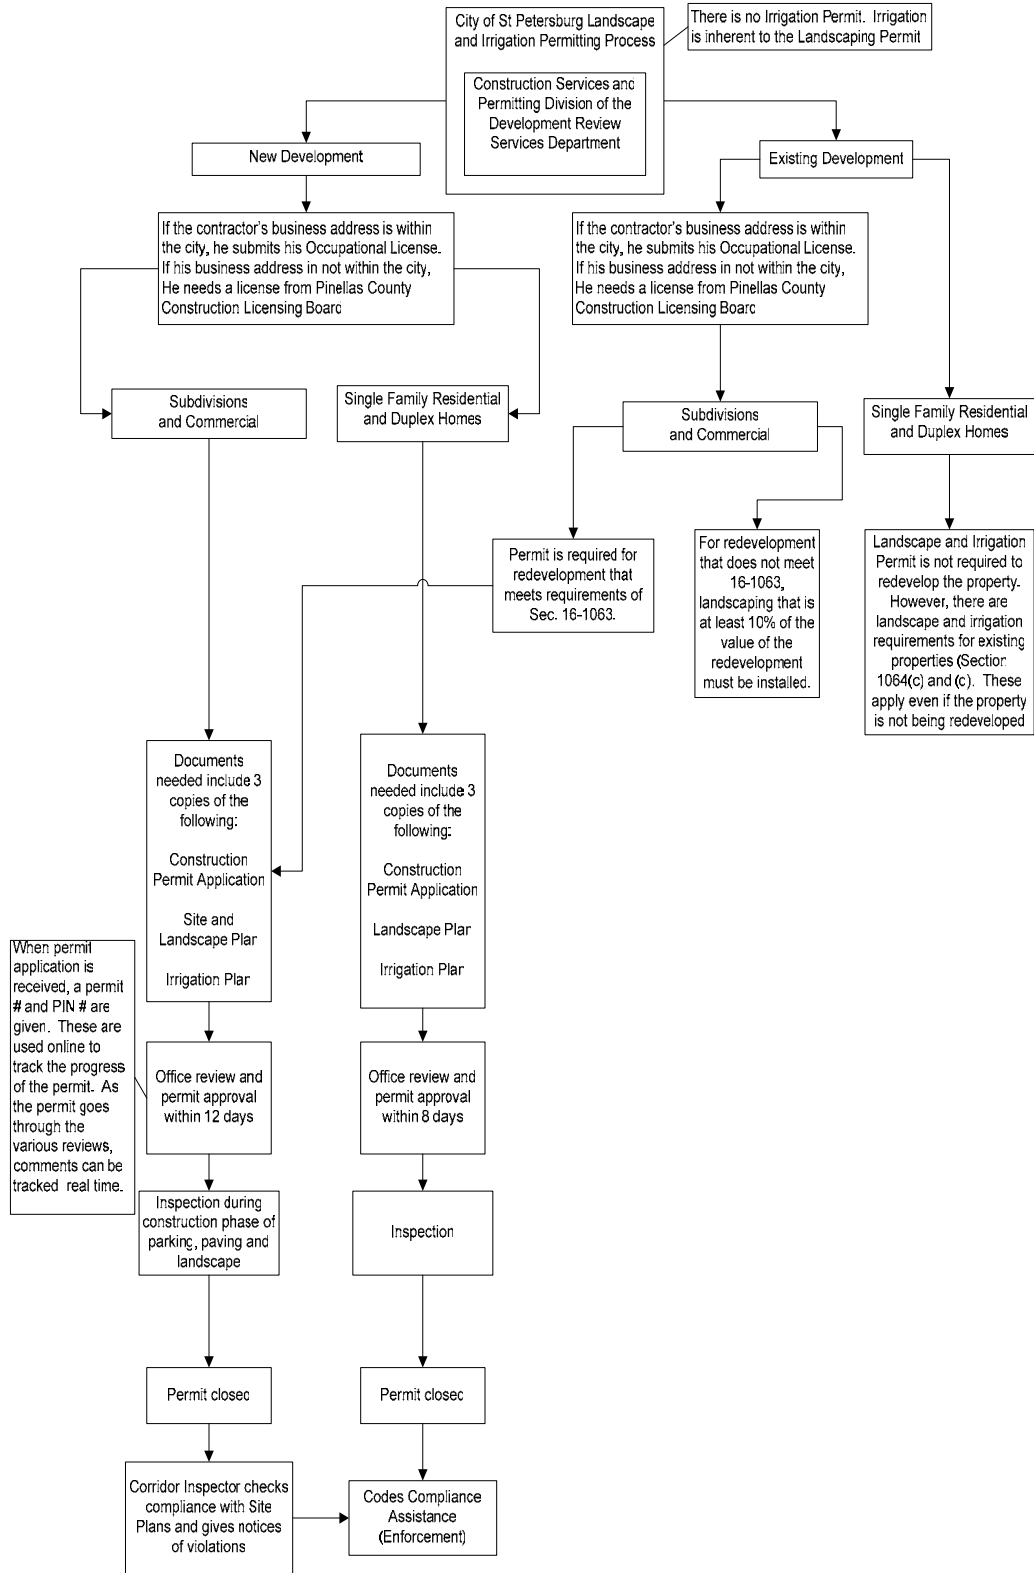 City of St Petersburg Landscape
and Irrigation Permitting Process
There is no Irrigation Permit. Irrigation
is inherent to the Landscaping Permit
Construction Services and
Permitting Division of the
Development Review
Services Department
New Development
Existing Development
If the contractor's business address is within
the city, he submits his Occupational License.
If his business address in not within the city,
He needs a license from Pinellas County
Construction Licensing Board
If the contractor's business address is within
the city, he submits his Occupational License.
If his business address in not within the city,
He needs a license from Pinellas County
Construction Licensing Board
Subdivisions
and Commercial
Single Family Residential
and Duplex Homes
Subdivisions
and Commercial
Single Family Residential
and Duplex Homes
Permit is required for
redevelopment that
meets requirements of
Sec. 16-1063.
For redevelopment
that does not meet
16-1063,
landscaping that is
at least 10% of the
value of the
redevelopment
must be installed.
Landscape and Irrigation
Permit is not required to
redevelop the property.
However, there are
landscape and irrigation
requirements for existing
properties (Section
1064(c) and (c). These
apply even if the property
is not being redeveloped
Documents
needed include 3
copies of the
following:
Construction
Permit Application
Site and
Landscape Plan
Irrigation Plan
Documents
needed include 3
copies of the
following:
Construction
Permit Application
Landscape Plan
Irrigation Plan
When permit
application is
received, a permit
# and PIN # are
given. These are
used online to
track the progress
of the permit. As
the permit goes
through the
various reviews,
comments can be
tracked real time.
Office review and
permit approval
within 12 days
Office review and
permit approval
within 8 days
Inspection during
construction phase of
parking, paving and
landscape
Inspection
Permit closed
Permit closed
Corridor Inspector checks
compliance with Site
Plans and gives notices
of violations
Codes Compliance
Assistance
(Enforcement)